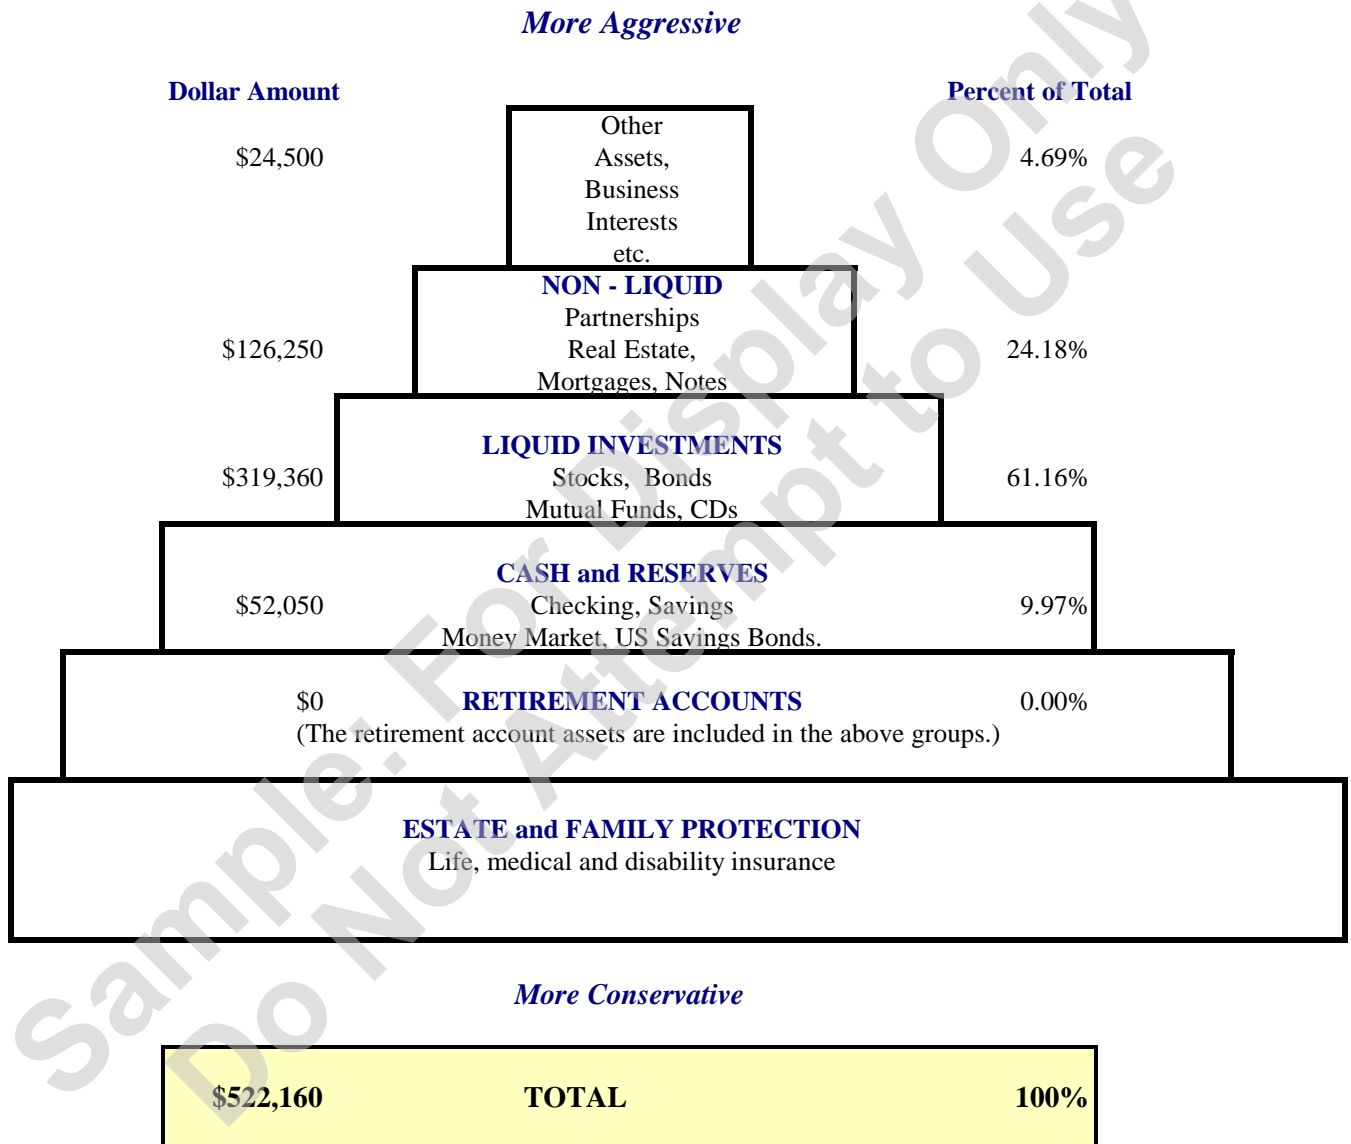 More Aggressive
Dollar Amount
Percent of Total
Other
$24,500 Assets, 4.69%
Business
Interests
etc.
NON - LIQUID
Partnerships
$126,250 Real Estate, 24.18%
Mortgages, Notes
LIQUID INVESTMENTS
$319,360 Stocks, Bonds 61.16%
Mutual Funds, CDs
CASH and RESERVES
$52,050 Checking, Savings 9.97%
Money Market, US Savings Bonds.
$0 RETIREMENT ACCOUNTS 0.00%
(The retirement account assets are included in the above groups.)
ESTATE and FAMILY PROTECTION
Life, medical and disability insurance
More Conservative
$522,160 TOTAL 100%
Sample. For Display Only
Do Not Attempt to Use